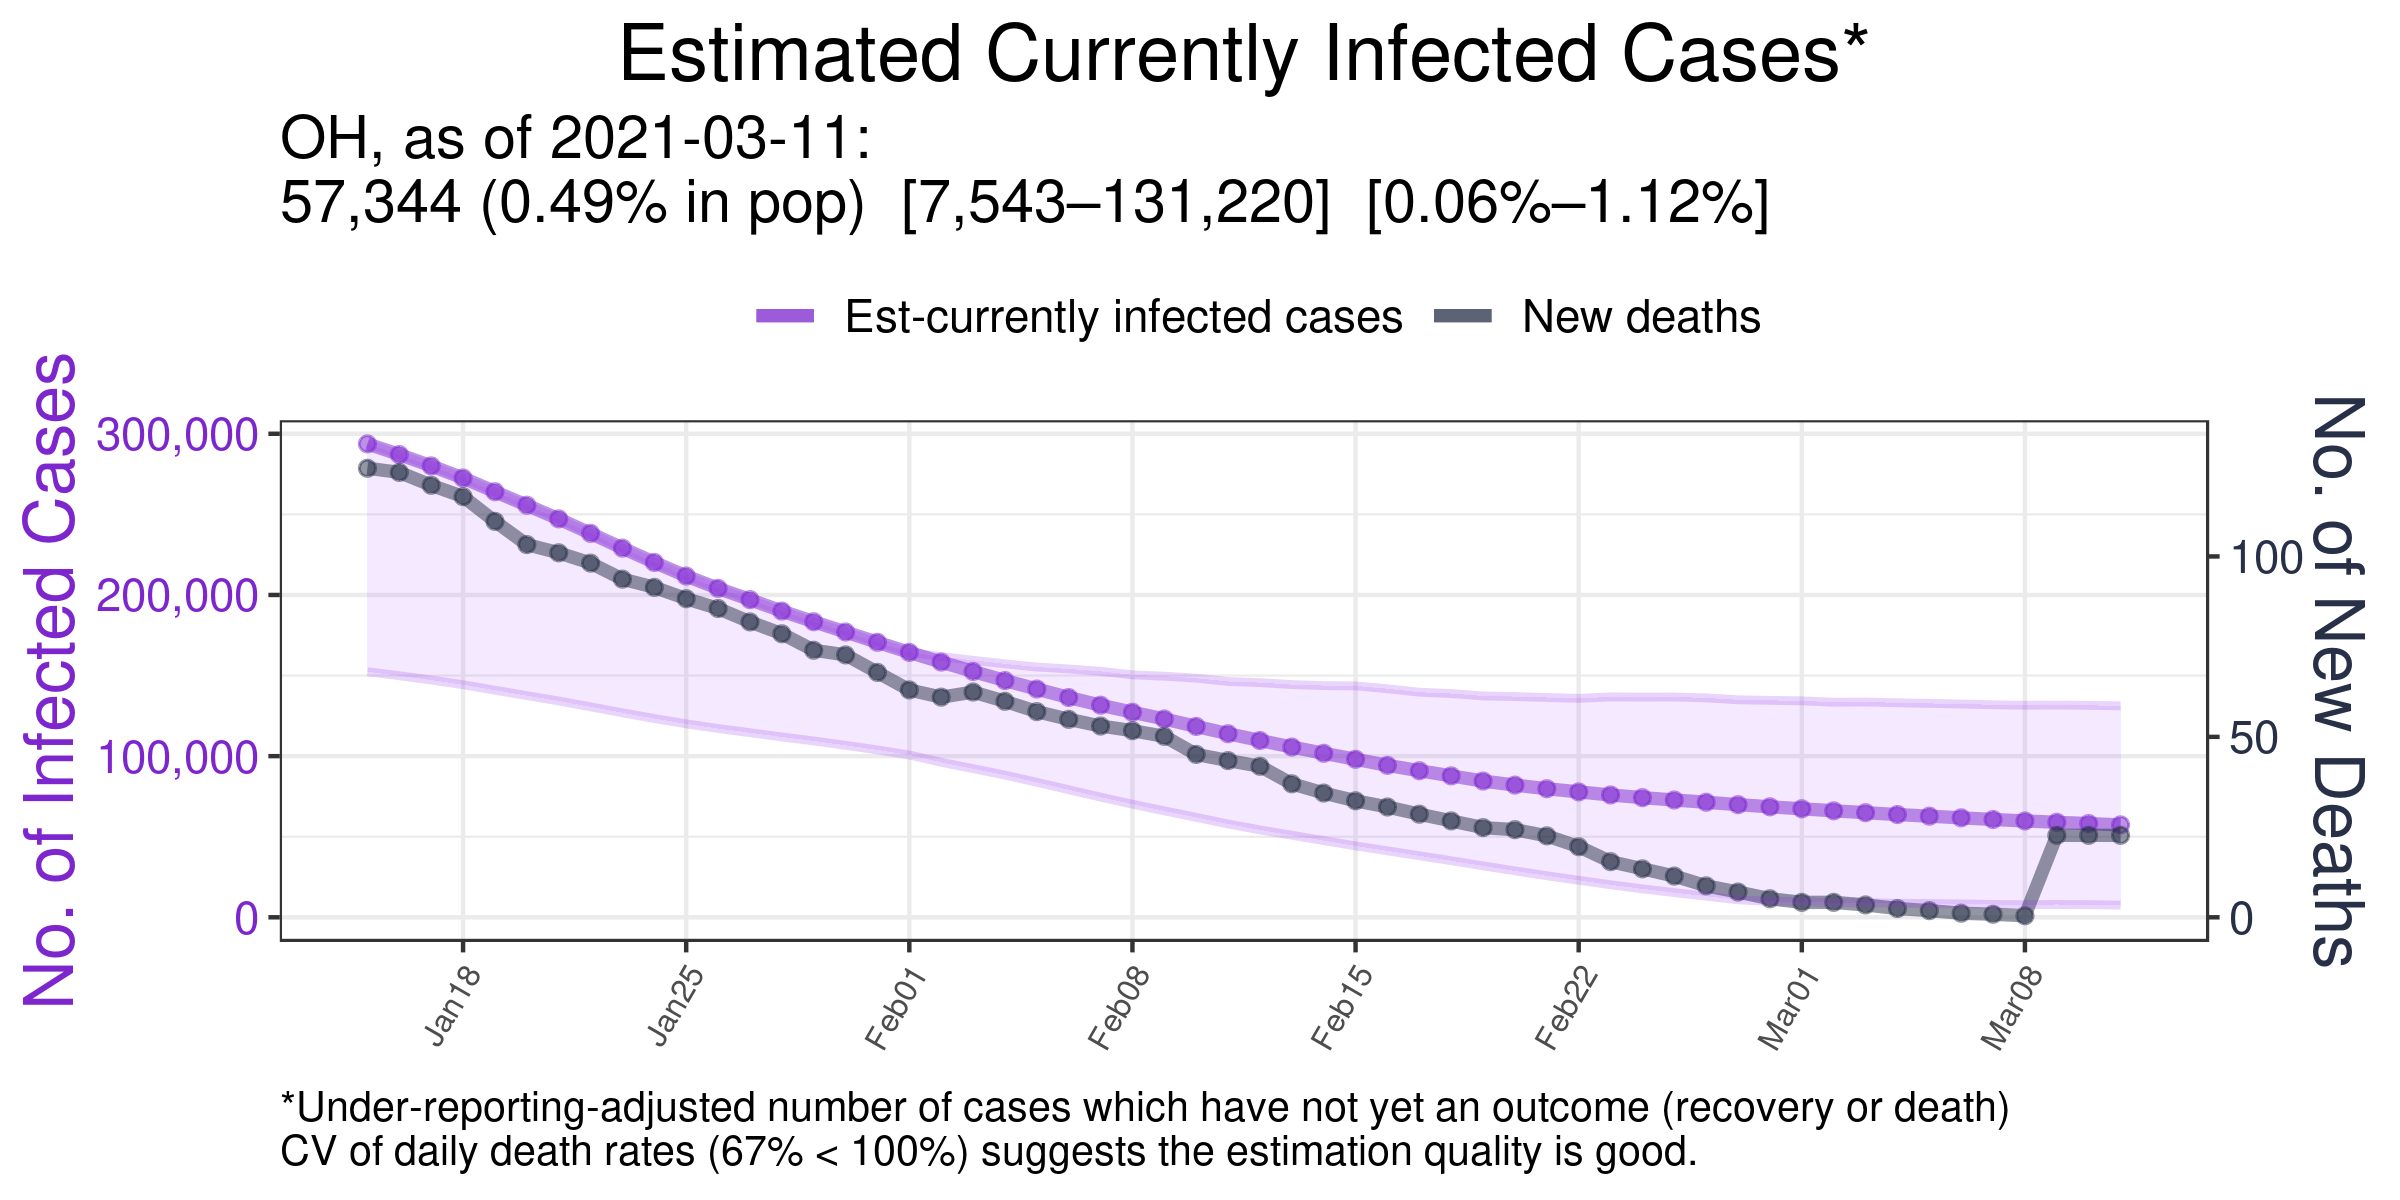 Estimated Currently Infected Cases*
OH, as of 2021-03-11:
57,344 (0.49% in pop)  [7,543–131,220]  [0.06%–1.12%]
Est-currently infected cases
New deaths
No. of Infected Cases
300,000
200,000
100,000
0
100
50
0
No. of New Deaths
Jan18
Jan25
Feb01
Feb08
Feb15
Feb22
Mar01
Mar08
*Under-reporting-adjusted number of cases which have not yet an outcome (recovery or death)
CV of daily death rates (67% < 100%) suggests the estimation quality is good.